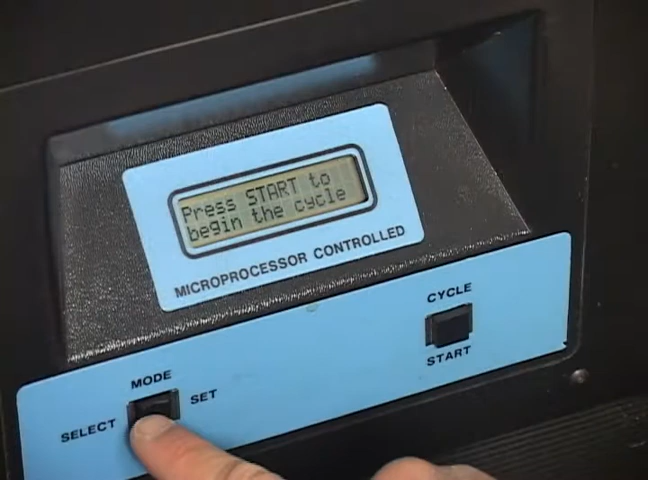 Press START to
begin the cycle
MICROPROCESSOR CONTROLLED
CYCLE
START
MODE
SELECT SET